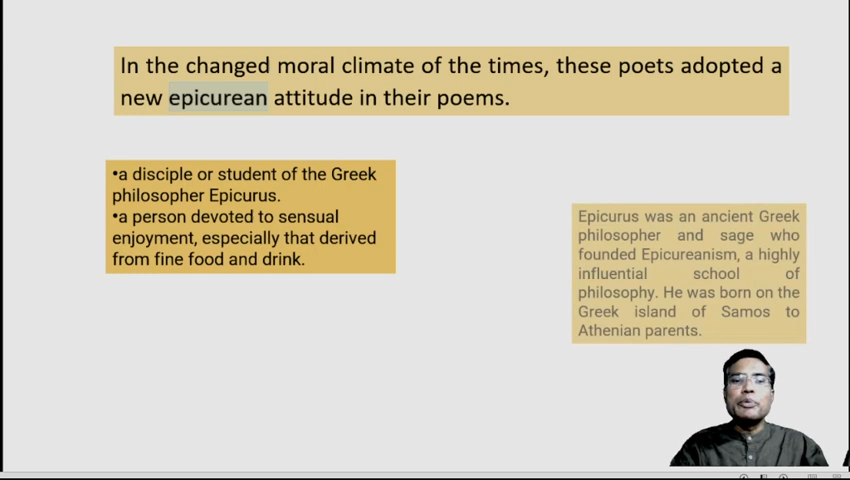 In the changed moral climate of the times, these poets adopted a
new epicurean attitude in their poems.
•a disciple or student of the Greek
philosopher Epicurus.
•a person devoted to sensual
enjoyment, especially that derived
from fine food and drink.
Epicurus was an ancient Greek
philosopher and sage who
founded Epicureanism, a highly
influential school of
philosophy. He was born on the
Greek island of Samos to
Athenian parents.